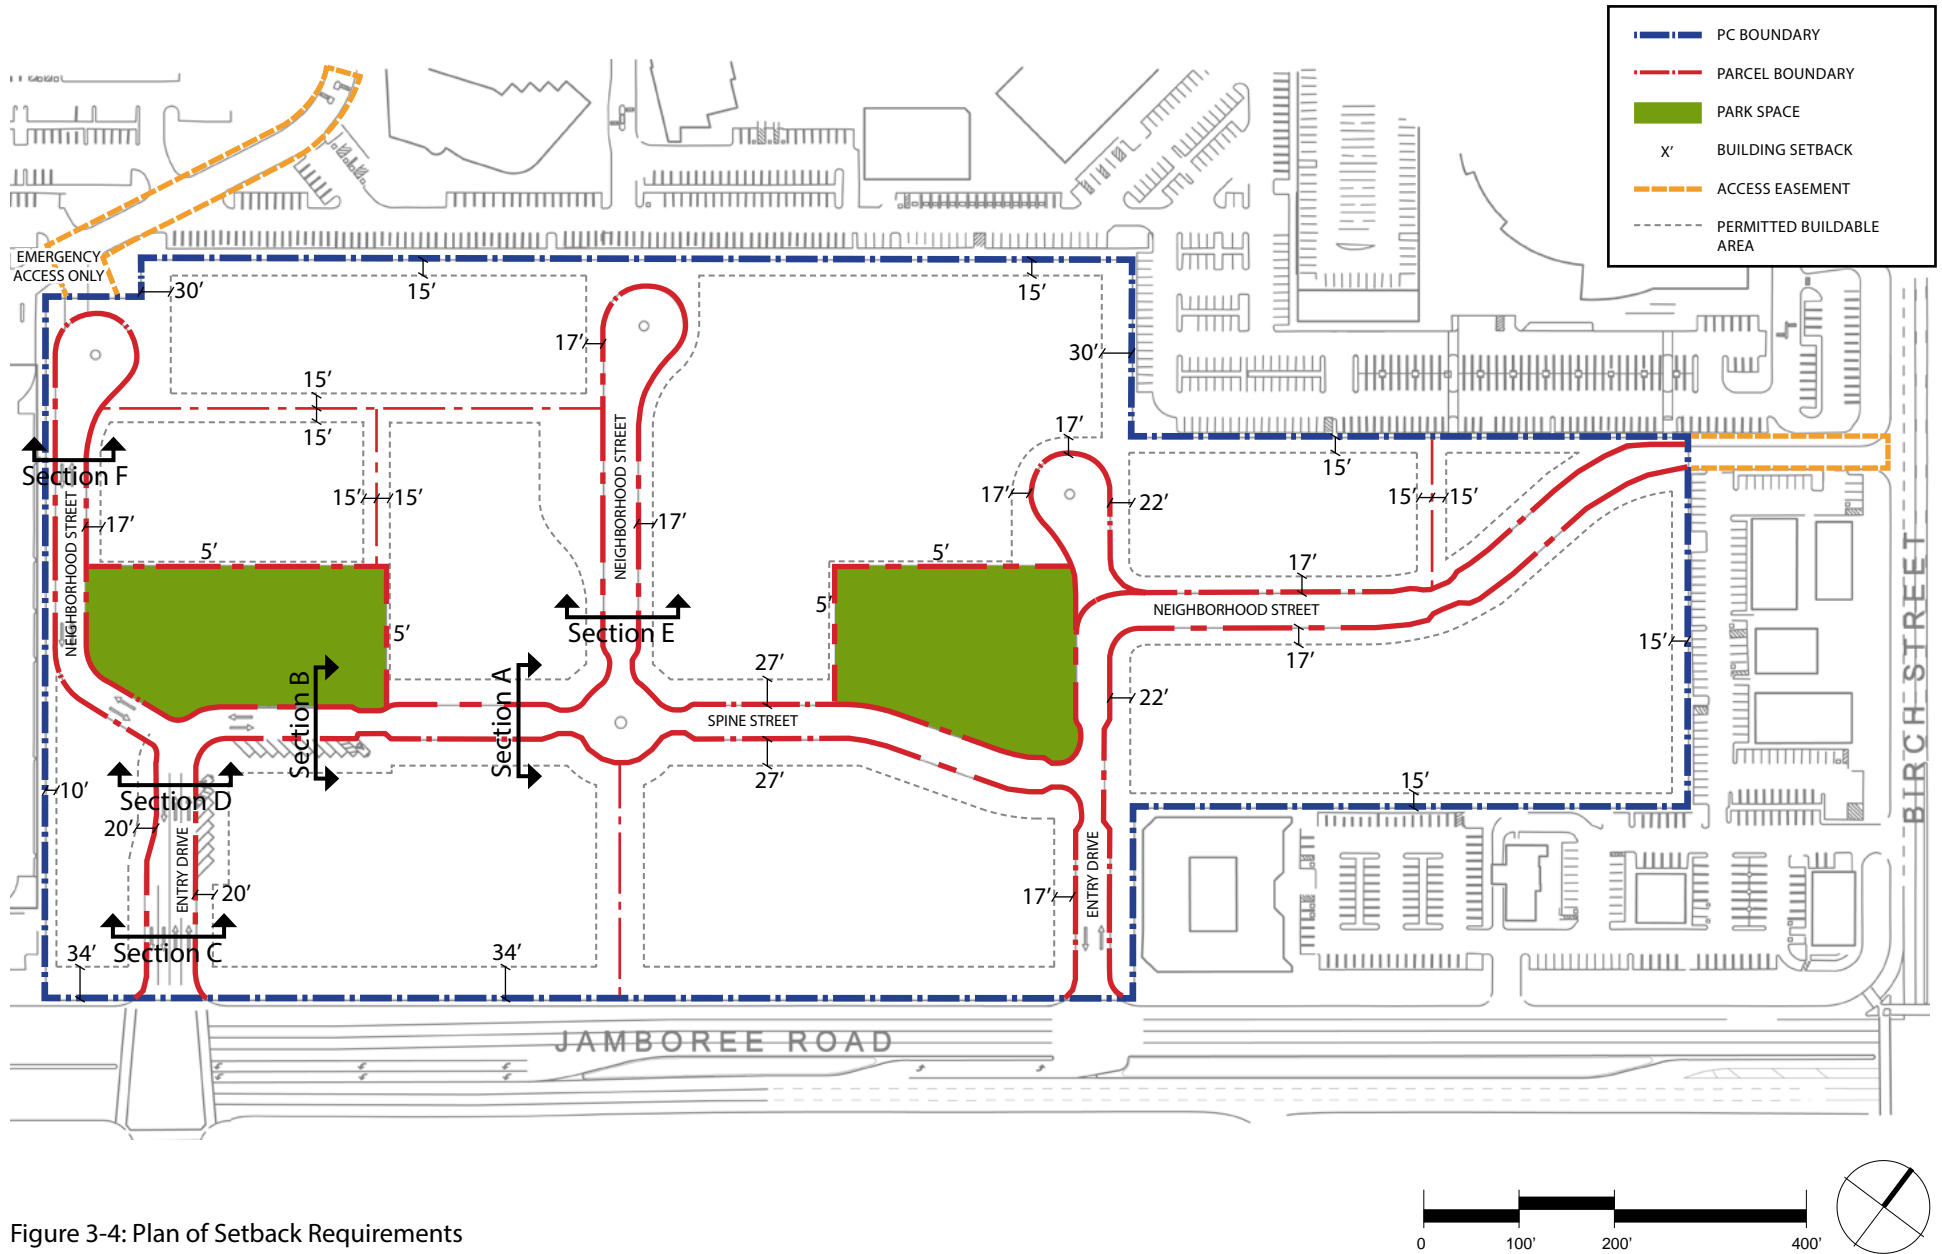 PC BOUNDARY
PARCEL BOUNDARY
PARK SPACE
X’ BUILDING SETBACK
ACCESS EASEMENT
PERMITTED BUILDABLE
AREA
EMERGENCY
ACCESS ONLY
30’
15’
15’
17’
30’
15’
15’
NEIGHBORHOOD STREET
17’
15’
Section F
15’ 15’
17’
15’ 15’
22’
NEIGHBORHOOD STREET
17’
17’
5’
5’
17’
5’
5’
NEIGHBORHOOD STREET
Section E
17’
15’
27’
22’
Section B
Section A
SPINE STREET
27’
15’
10’
Section D
20’
ENTRY DRIVE
20’
17’
ENTRY DRIVE
Section C
34’
34’
BIRCH STREET
JAMBOREE ROAD
0 100' 200' 400'
Figure 3-4: Plan of Setback Requirements